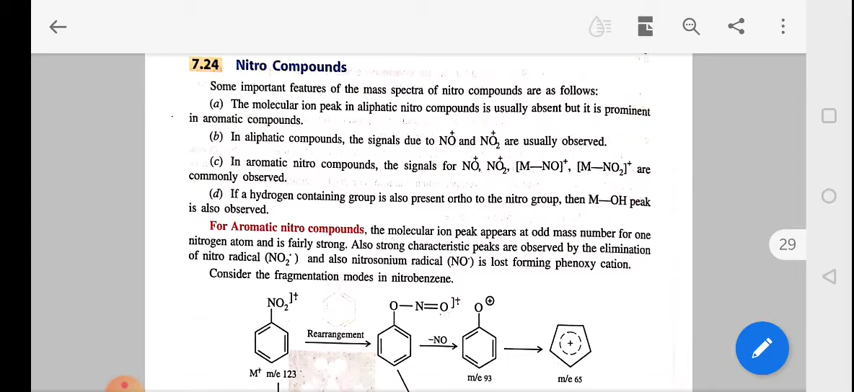 7.24 Nitro Compounds
Some important features of the mass spectra of nitro compounds are as follows:
(a) The molecular ion peak in aliphatic nitro compounds is usually absent but it is prominent
in aromatic compounds.
(b) In aliphatic compounds, the signals due to NO⁺ and NO₂⁺ are usually observed.
(c) In aromatic nitro compounds, the signals for NO⁺, NO₂⁺, [M—NO]⁺, [M—NO₂]⁺ are
commonly observed.
(d) If a hydrogen containing group is also present ortho to the nitro group, then M—OH peak
is also observed.
For Aromatic nitro compounds, the molecular ion peak appears at odd mass number for one
nitrogen atom and is fairly strong. Also strong characteristic peaks are observed by the elimination
of nitro radical (NO₂˙) and also nitrosonium radical (NO˙) is lost forming phenoxy cation.
Consider the fragmentation modes in nitrobenzene.
29
NO₂]⁺̇ O—N=O]⁺̇ O⊕
Rearrangement –NO +
M⁺ m/e 123 m/e 93 m/e 65